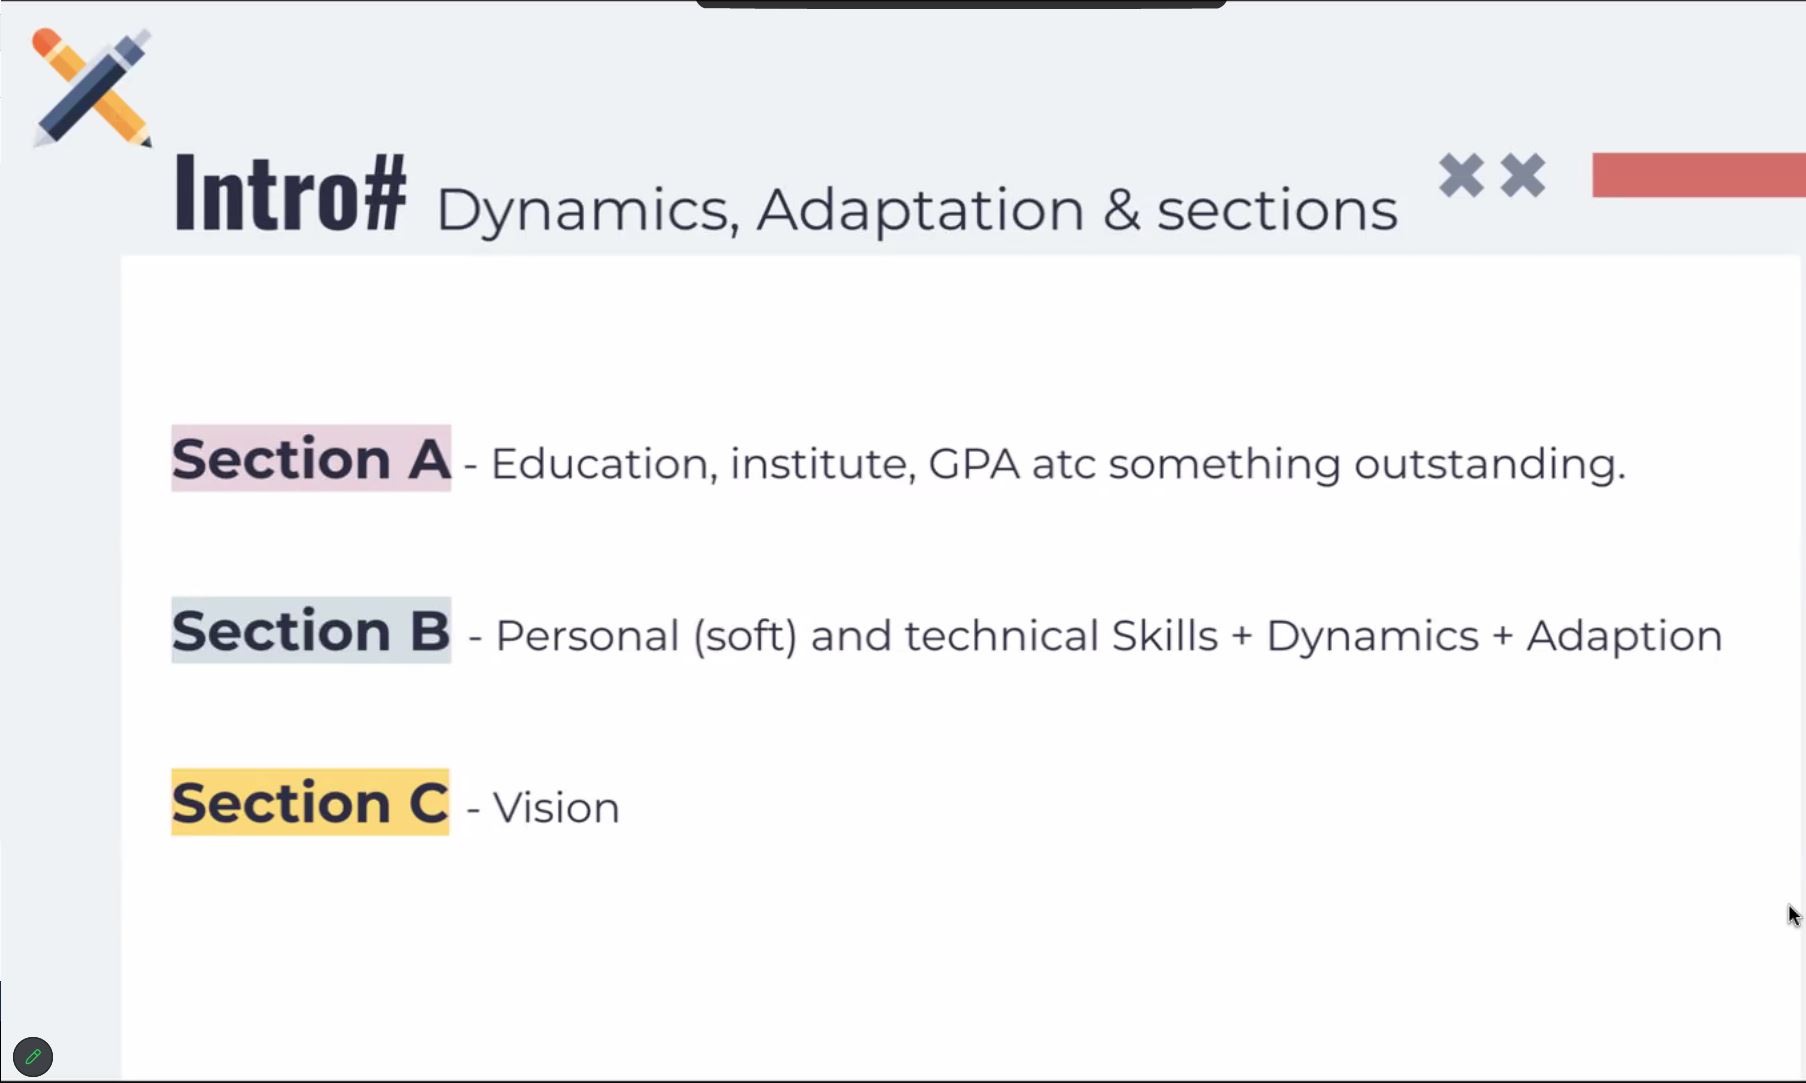 Intro# Dynamics, Adaptation & sections
Section A - Education, institute, GPA atc something outstanding.
Section B - Personal (soft) and technical Skills + Dynamics + Adaption
Section C - Vision